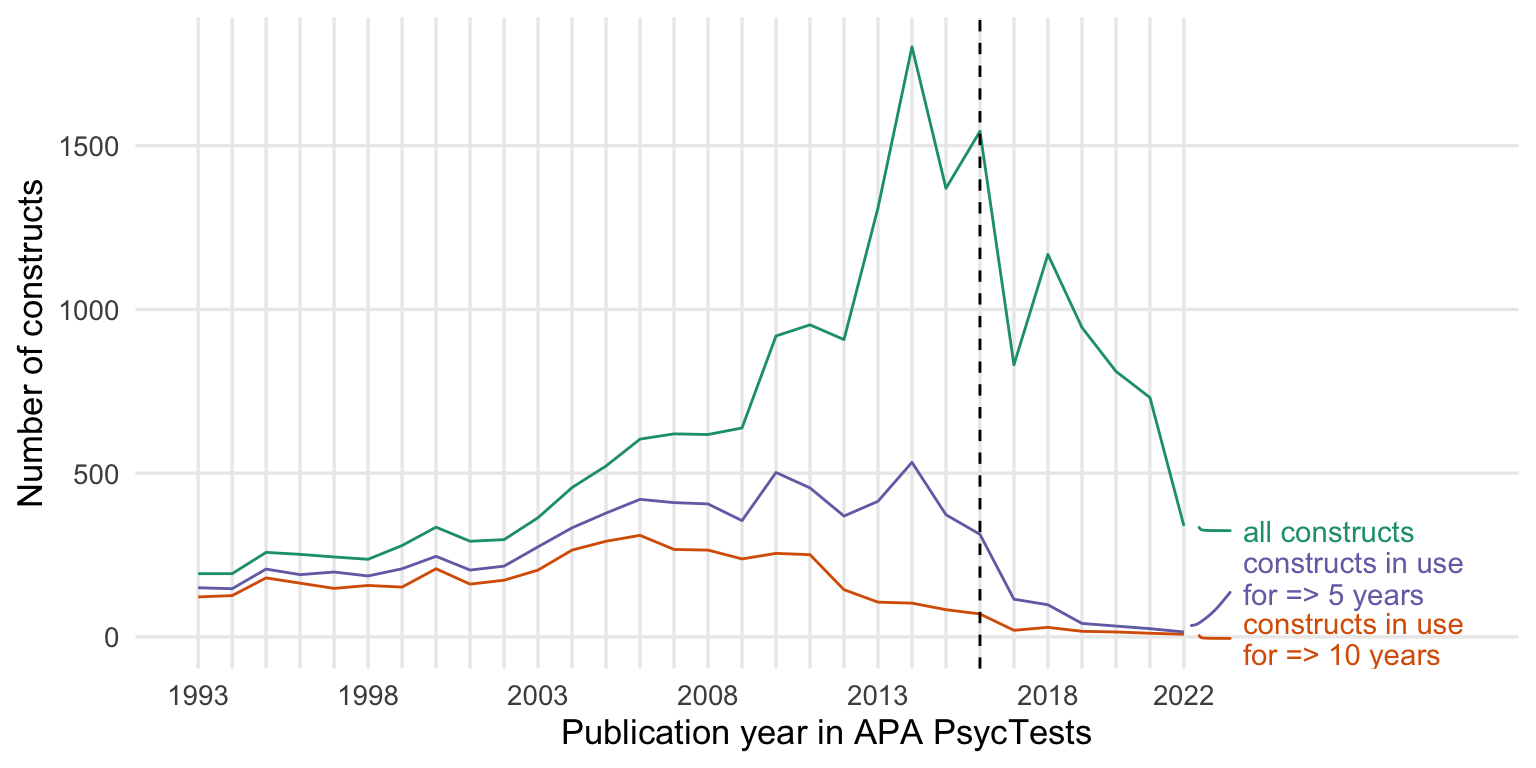 Number of constructs
1500
1000
500
0
all constructs
constructs in use
for => 5 years
constructs in use
for => 10 years
1993 1998 2003 2008 2013 2018 2022
Publication year in APA PsycTests